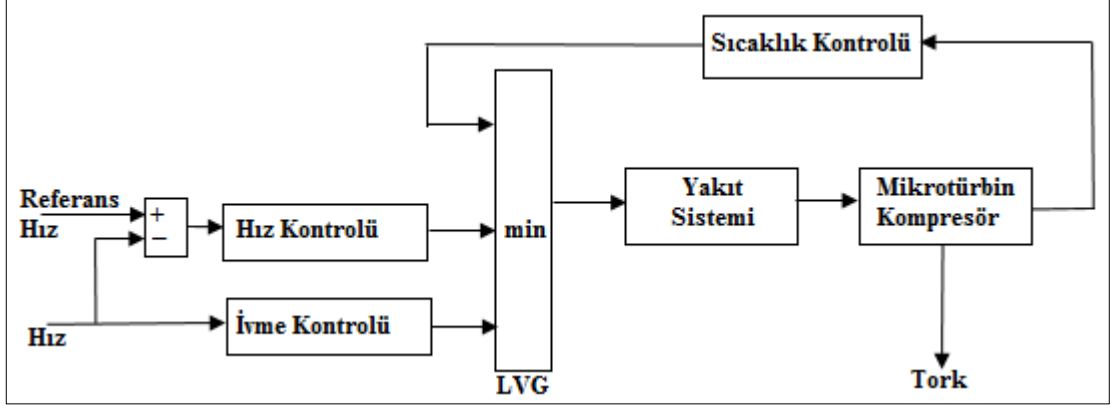 Sıcaklık Kontrolü
Referans
Hız
+
−
Hız Kontrolü
min
Yakıt
Sistemi
Mikrotürbin
Kompresör
Hız
İvme Kontrolü
LVG
Tork